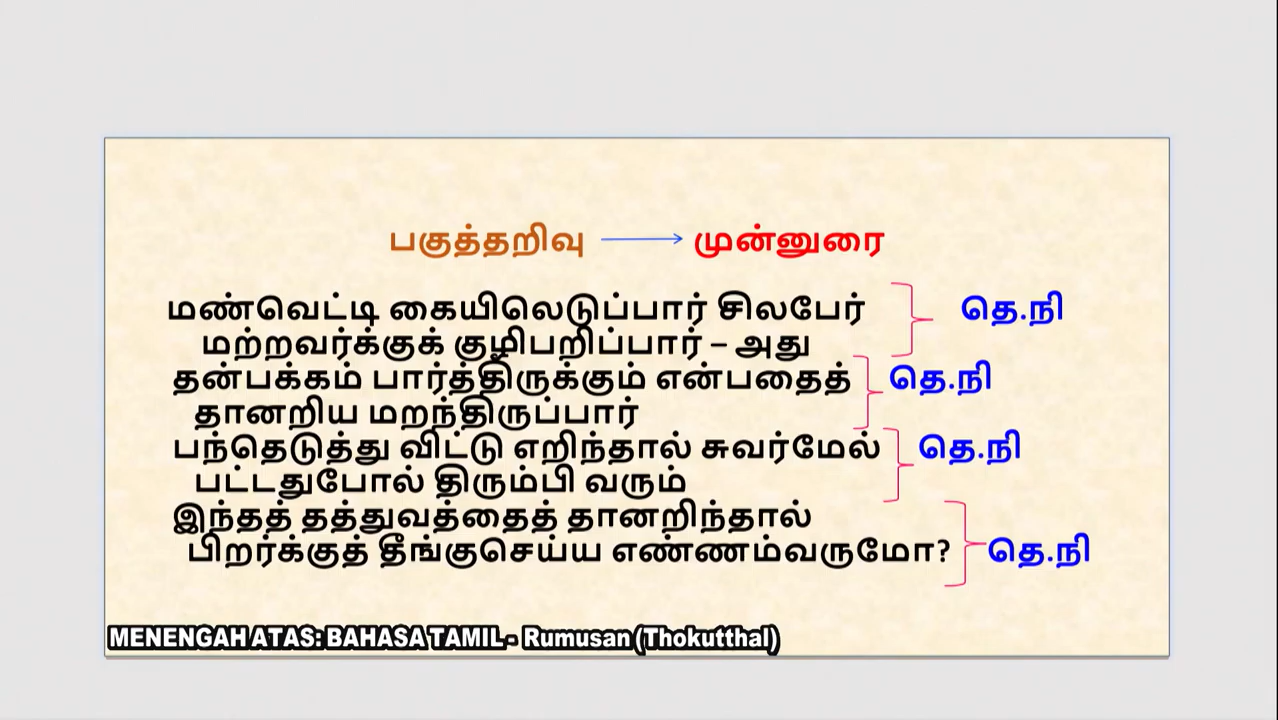 பகுத்தறிவு → முன்னுரை
மண்வெட்டி கையிலெடுப்பார் சிலபேர் தெ.நி
மற்றவர்க்குக் குழிபறிப்பார் – அது
தன்பக்கம் பார்த்திருக்கும் என்பதைத் தெ.நி
தானறிய மறந்திருப்பார்
பந்தெடுத்து விட்டு எறிந்தால் சுவர்மேல் தெ.நி
பட்டதுபோல் திரும்பி வரும்
இந்தத் தத்துவத்தைத் தானறிந்தால்
பிறர்க்குத் தீங்குசெய்ய எண்ணம்வருமோ? தெ.நி
MENENGAH ATAS: BAHASA TAMIL - Rumusan (Thokutthal)